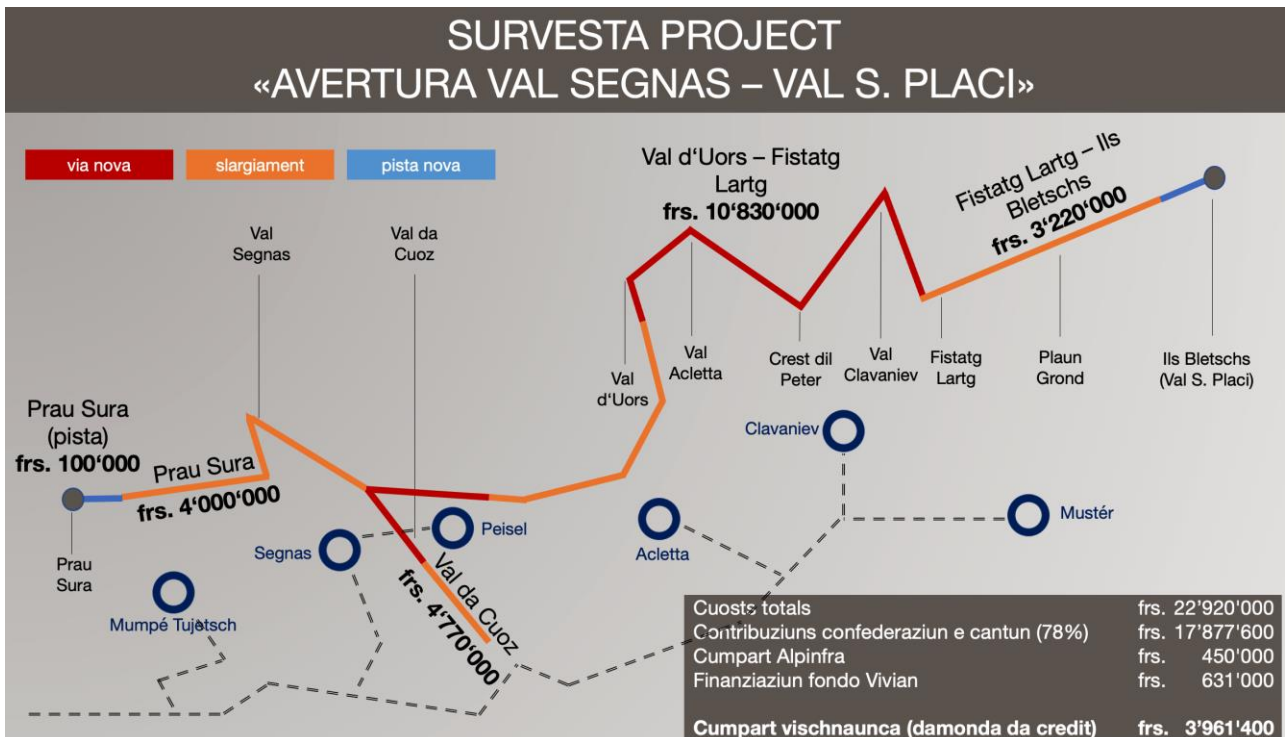 SURVESTA PROJECT
«AVERTURA VAL SEGNAS – VAL S. PLACI»
via nova
slargiament
pista nova
Val d‘Uors – Fistatg
Lartg
frs. 10‘830‘000
Fistatg Lartg – Ils
Bletschs
frs. 3‘220‘000
Val
Segnas
Val da
Cuoz
Val
d‘Uors
Val
Acletta
Crest dil
Peter
Val
Clavaniev
Fistatg
Lartg
Plaun
Grond
Ils Bletschs
(Val S. Placi)
Prau Sura
(pista)
frs. 100‘000
Prau Sura
frs. 4‘000‘000
Prau
Sura
Clavaniev
Mustér
Acletta
Peisel
Segnas
Mumpé Tujetsch
Val da Cuoz
frs. 4‘770‘000
Cuosts totals frs. 22’920’000
Contribuziuns confederaziun e cantun (78%) frs. 17’877’600
Cumpart Alpinfra frs. 450’000
Finanziaziun fondo Vivian frs. 631’000
Cumpart vischnaunca (damonda da credit) frs. 3’961’400